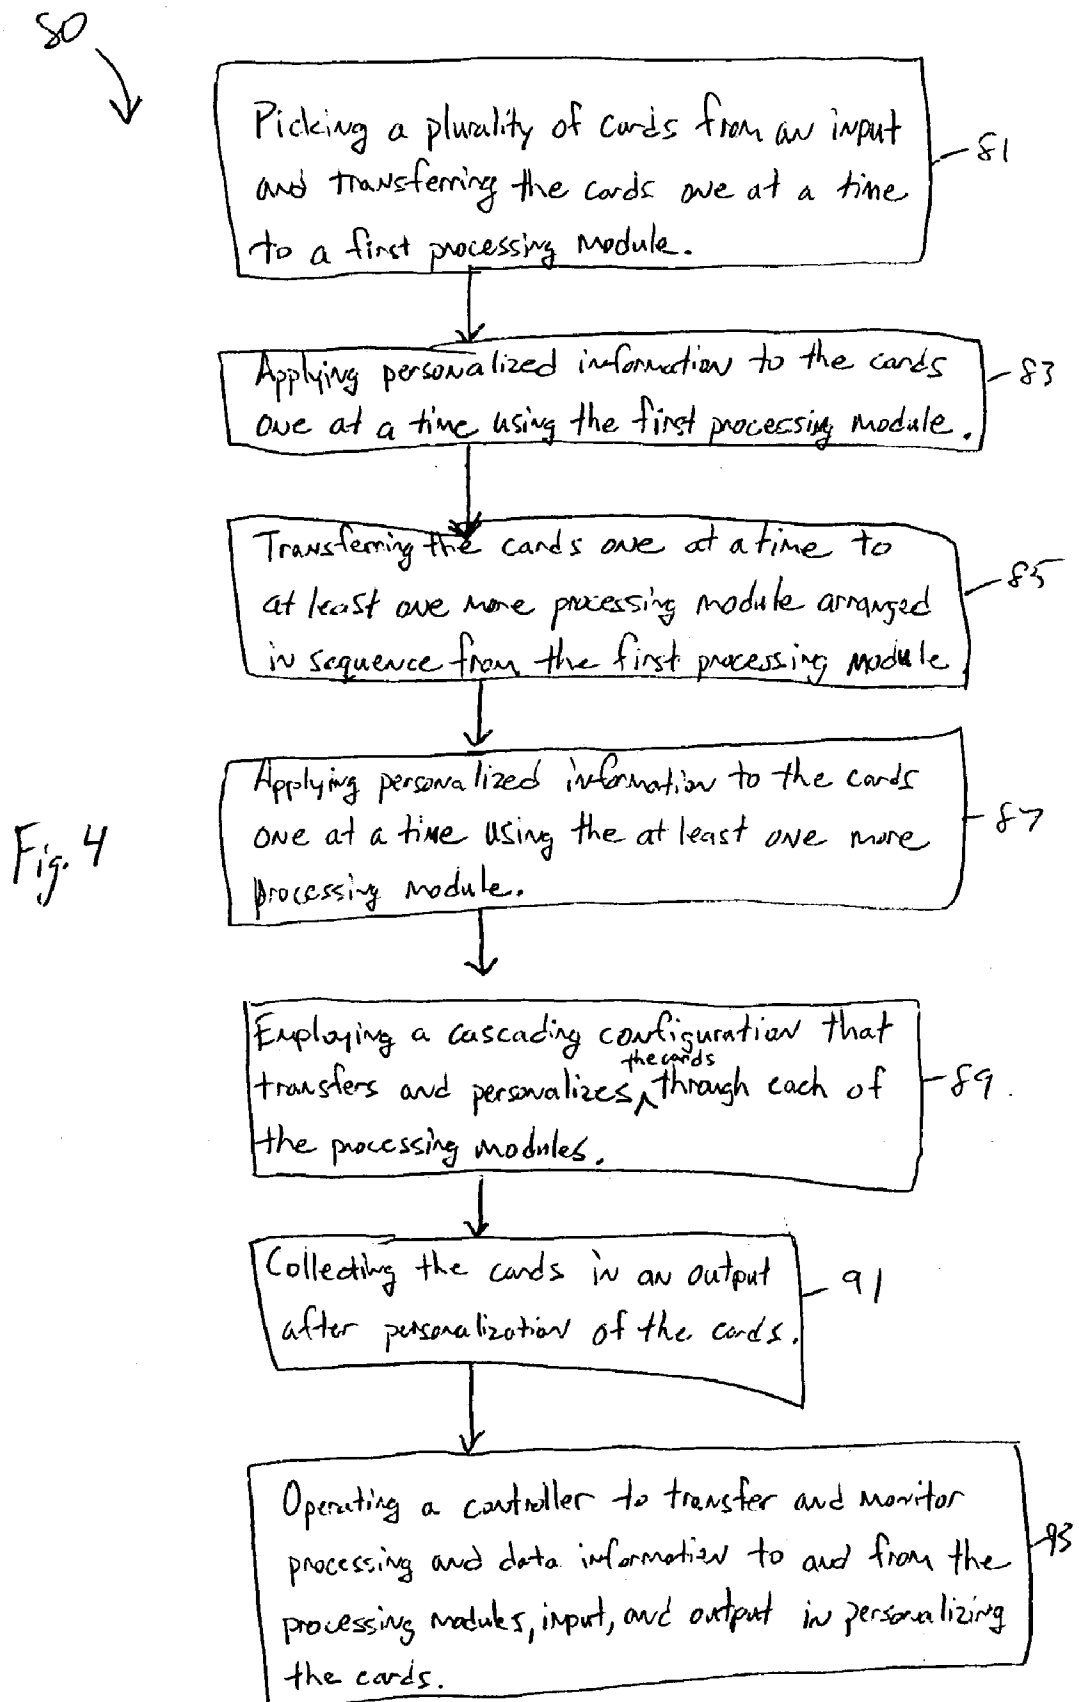 80
Picking a plurality of cards from an input
and transferring the cards one at a time
to a first processing module.
81
Applying personalized information to the cards
one at a time using the first processing module.
83
Transferring the cards one at a time to
at least one more processing module arranged
in sequence from the first processing module
85
Applying personalized information to the cards
one at a time using the at least one more
processing module.
87
Fig. 4
Employing a cascading configuration that
the cards
transfers and personalizes ^ through each of
the processing modules.
89
Collecting the cards in an output
after personalization of the cards.
91
Operating a controller to transfer and monitor
processing and data information to and from the
processing modules, input, and output in personalizing
the cards.
93